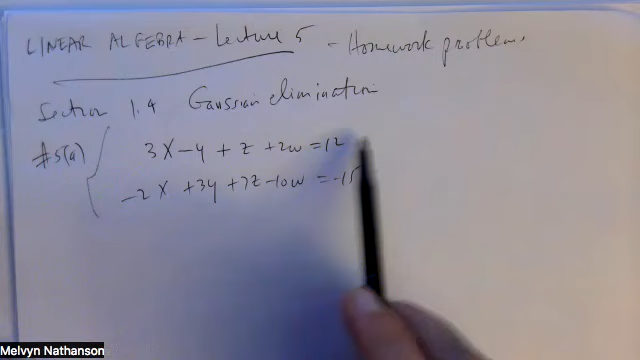 LINEAR ALGEBRA - Lecture 5 - Homework problems
Section 1.4 Gaussian elimination
#5(a) 3x - y + z + 2w = 12
-2x + 3y + 7z - 10w = -15
Melvyn Nathanson